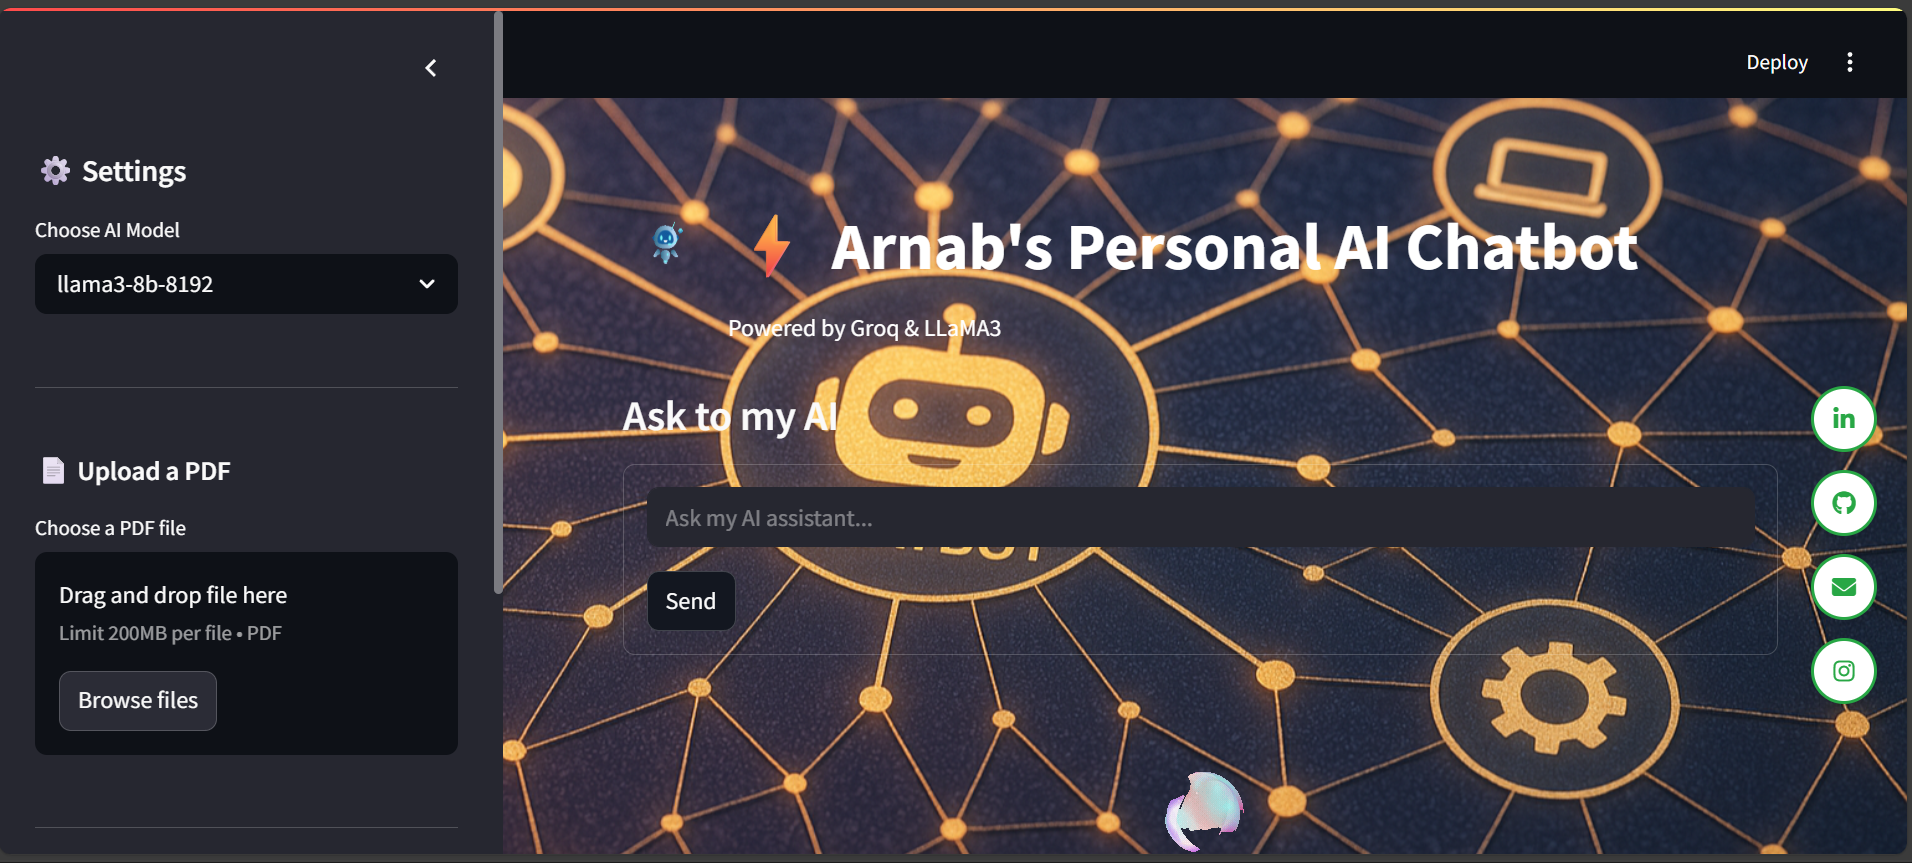 Deploy
Settings
Choose AI Model
llama3-8b-8192
Upload a PDF
Choose a PDF file
Drag and drop file here
Limit 200MB per file • PDF
Browse files
Arnab's Personal AI Chatbot
Powered by Groq & LLaMA3
Ask to my AI
Ask my AI assistant...
Send
in